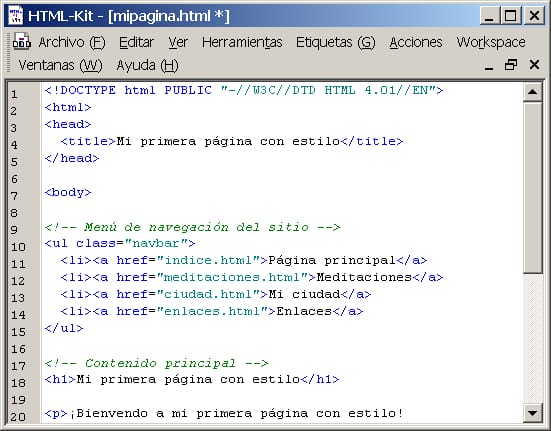 HTML-Kit - [mipagina.html *]
Archivo (F) Editar Ver Herramientas Etiquetas (G) Acciones Workspace
Ventanas (W) Ayuda (H)
1 <!DOCTYPE html PUBLIC "-//W3C//DTD HTML 4.01//EN">
2 <html>
3 <head>
4   <title>Mi primera página con estilo</title>
5 </head>
6
7 <body>
8
9 <!-- Menú de navegación del sitio -->
10 <ul class="navbar">
11   <li><a href="indice.html">Página principal</a>
12   <li><a href="meditaciones.html">Meditaciones</a>
13   <li><a href="ciudad.html">Mi ciudad</a>
14   <li><a href="enlaces.html">Enlaces</a>
15 </ul>
16
17 <!-- Contenido principal -->
18 <h1>Mi primera página con estilo</h1>
19
20 <p>¡Bienvendo a mi primera página con estilo!